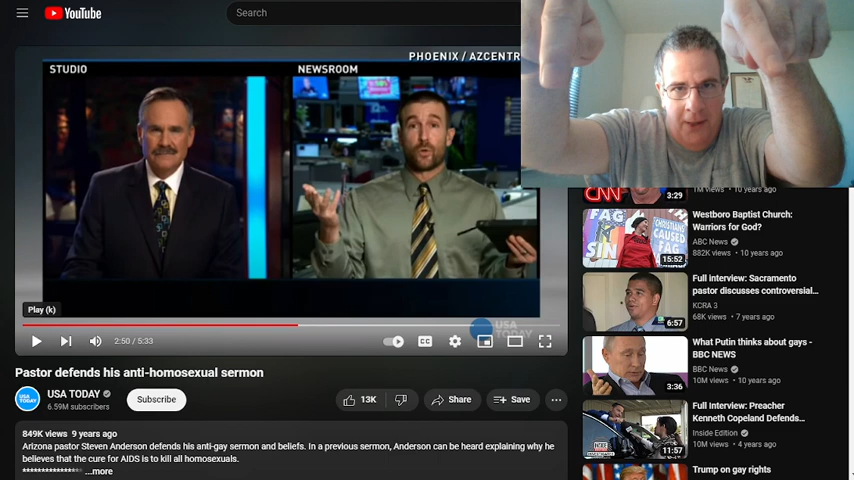 YouTube
Search
PHOENIX / AZCENTR
STUDIO
NEWSROOM
USA
TODAY
Play (k)
2:50 / 5:33
CC
Pastor defends his anti-homosexual sermon
USA TODAY
6.59M subscribers
Subscribe
13K
Share
Save
849K views 9 years ago
Arizona pastor Steven Anderson defends his anti-gay sermon and beliefs. In a previous sermon, Anderson can be heard explaining why he
believes that the cure for AIDS is to kill all homosexuals.
...more
CNN
3:29
1M views • 10 years ago
FAG
SIN
CHRISTIANS
CAUSED
FAG
15:52
Westboro Baptist Church:
Warriors for God?
ABC News
882K views • 10 years ago
6:57
Full Interview: Sacramento
pastor discusses controversial...
KCRA 3
68K views • 7 years ago
3:36
What Putin thinks about gays -
BBC NEWS
BBC News
10M views • 10 years ago
11:57
Full Interview: Preacher
Kenneth Copeland Defends...
Inside Edition
10M views • 4 years ago
Trump on gay rights